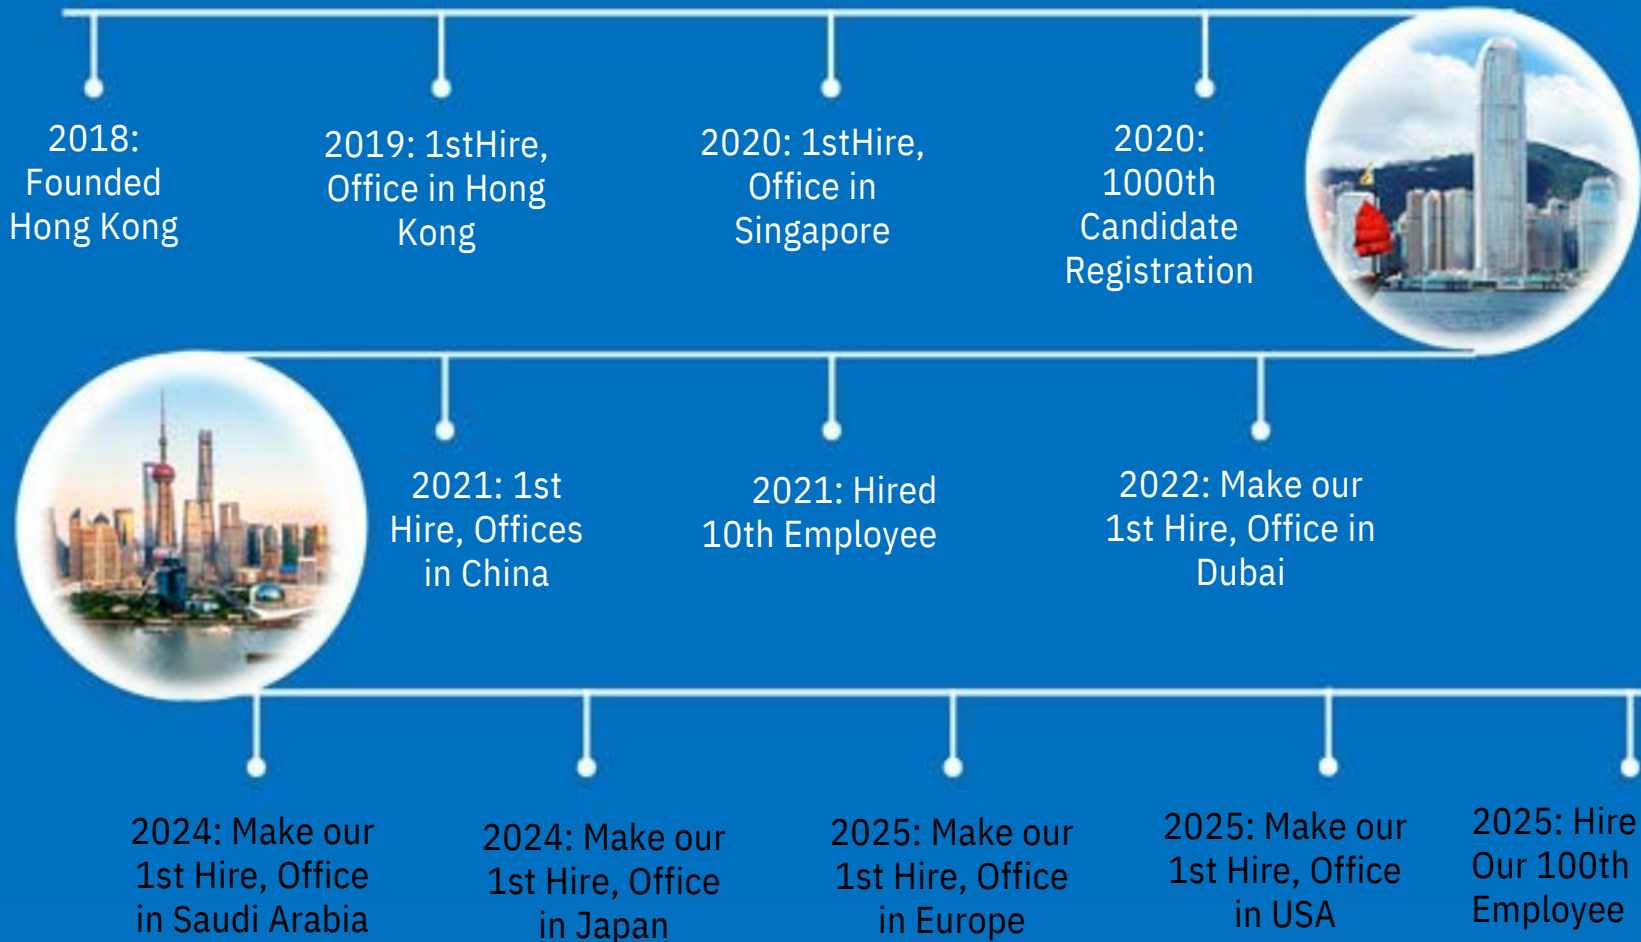 2018:
Founded
Hong Kong
2019: 1stHire,
Office in Hong
Kong
2020: 1stHire,
Office in
Singapore
2020:
1000th
Candidate
Registration
2021: 1st
Hire, Offices
in China
2021: Hired
10th Employee
2022: Make our
1st Hire, Office in
Dubai
2024: Make our
1st Hire, Office
in Saudi Arabia
2024: Make our
1st Hire, Office
in Japan
2025: Make our
1st Hire, Office
in Europe
2025: Make our
1st Hire, Office
in USA
2025: Hire
Our 100th
Employee